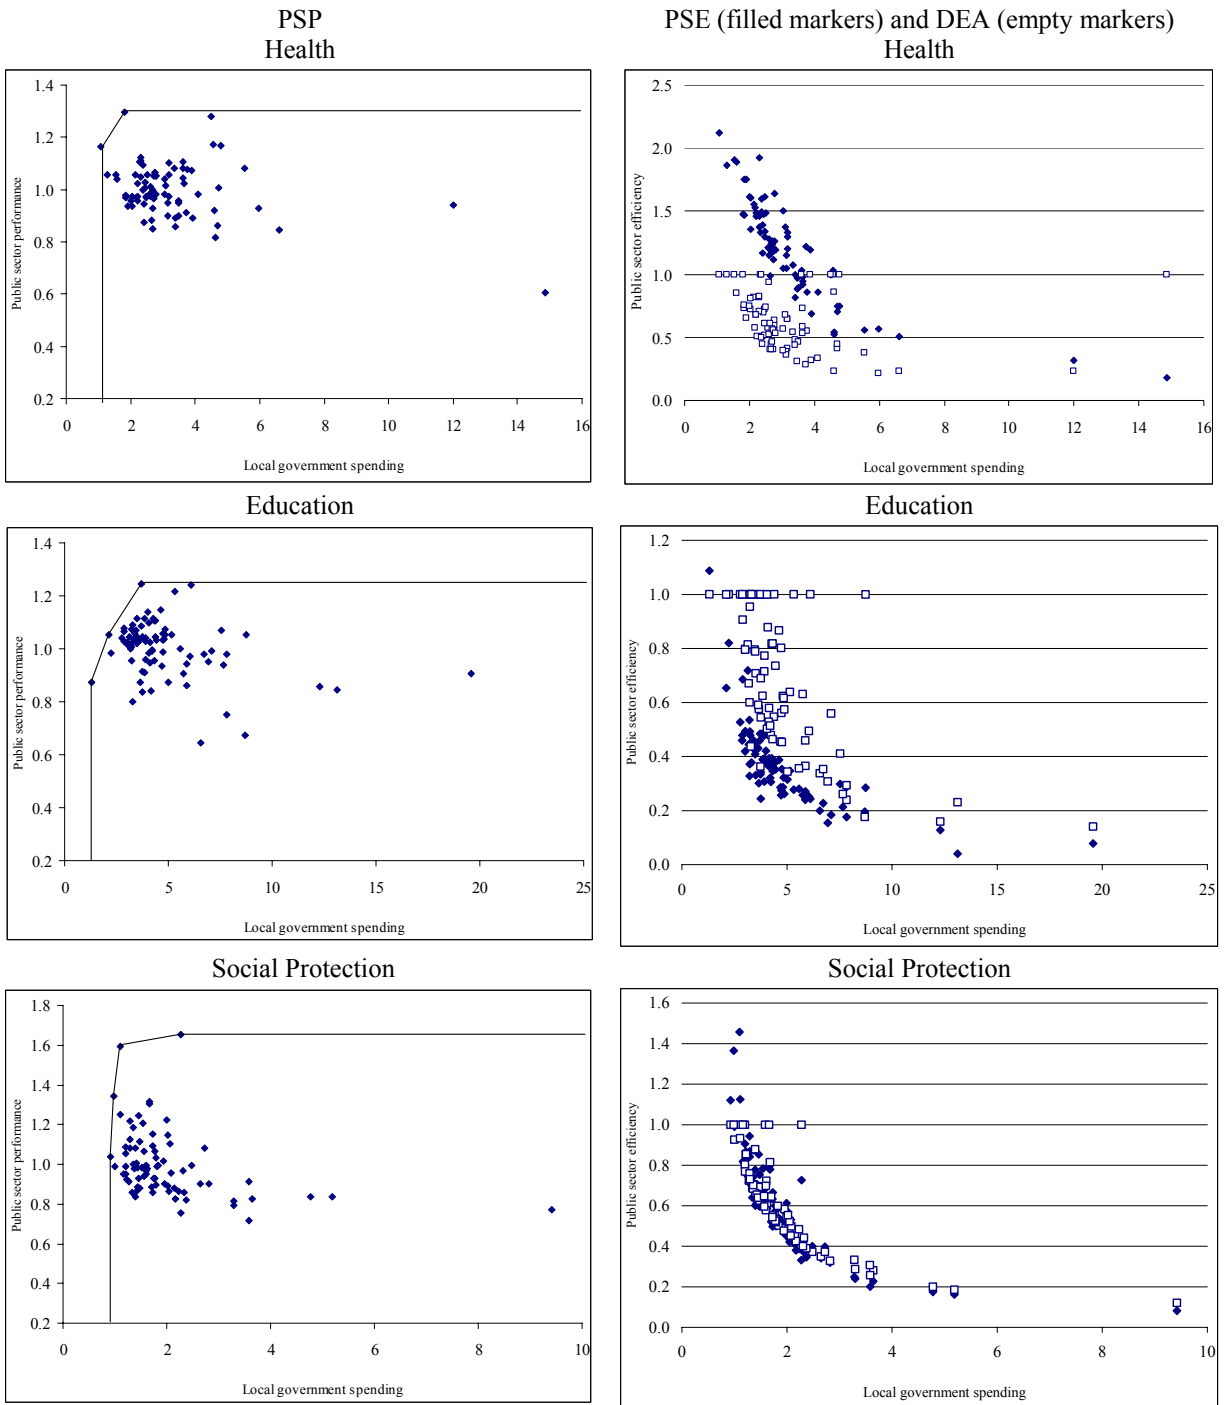 PSP
Health
PSE (filled markers) and DEA (empty markers)
Health
1.4
1.2
1.0
0.8
0.6
0.4
0.2
Public sector performance
0 2 4 6 8 10 12 14 16
Local government spending
2.5
2.0
1.5
1.0
0.5
0.0
Public sector efficiency
0 2 4 6 8 10 12 14 16
Local government spending
Education
1.4
1.2
1.0
0.8
0.6
0.4
0.2
Public sector performance
0 5 10 15 20 25
Local government spending
Education
1.2
1.0
0.8
0.6
0.4
0.2
0.0
Public sector efficiency
0 5 10 15 20 25
Local government spending
Social Protection
1.8
1.6
1.4
1.2
1.0
0.8
0.6
0.4
0.2
Public sector performance
0 2 4 6 8 10
Local government spending
Social Protection
1.6
1.4
1.2
1.0
0.8
0.6
0.4
0.2
0.0
Public sector efficiency
0 2 4 6 8 10
Local government spending